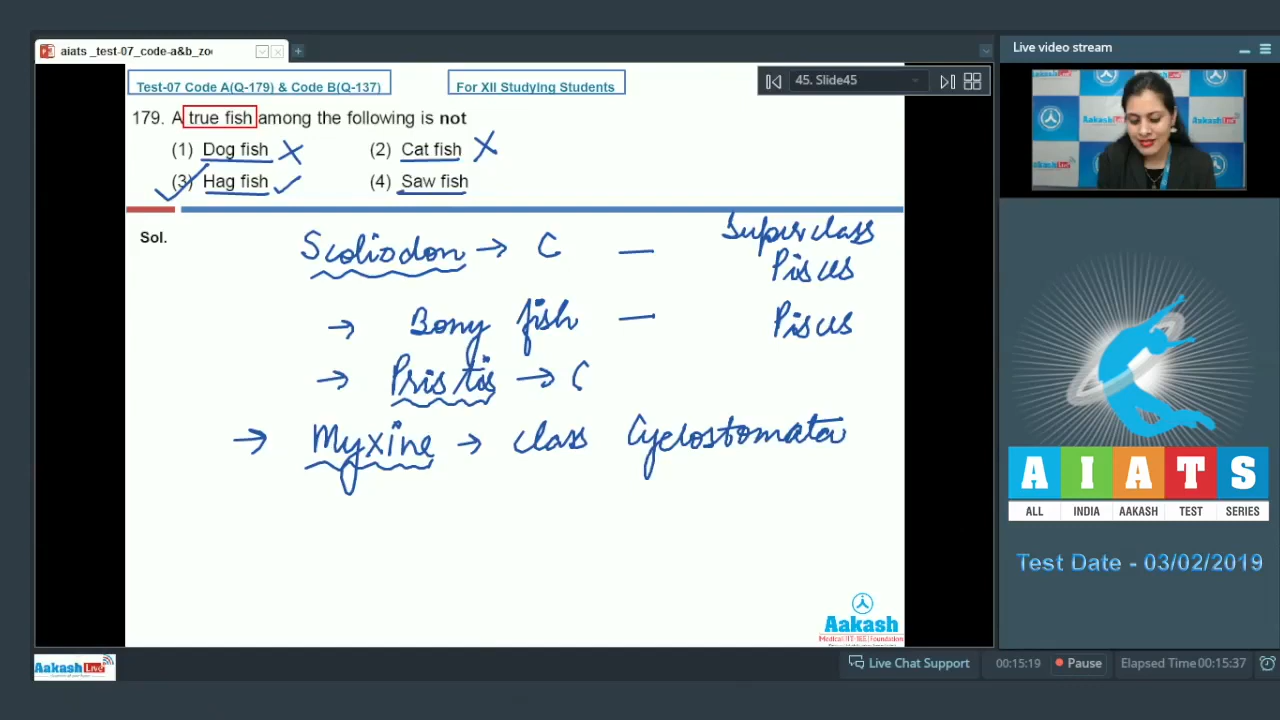 aiats _test-07_code-a&b_zo
Live video stream
Test-07 Code A(Q-179) & Code B(Q-137)
For XII Studying Students
45. Slide45
179. A true fish among the following is not
(1) Dog fish
(2) Cat fish
(3) Hag fish
(4) Saw fish
Sol.
Scoliodon → C — Superclass
Pisces
→ Bony fish — Pisces
→ Pristis → C
→ Myxine → class Cyclostomata
AakashLive
A I A T S
ALL INDIA AAKASH TEST SERIES
Test Date - 03/02/2019
Aakash
Medical|IIT-JEE|Foundation
Aakash Live
Live Chat Support
00:15:19
Pause
Elapsed Time 00:15:37